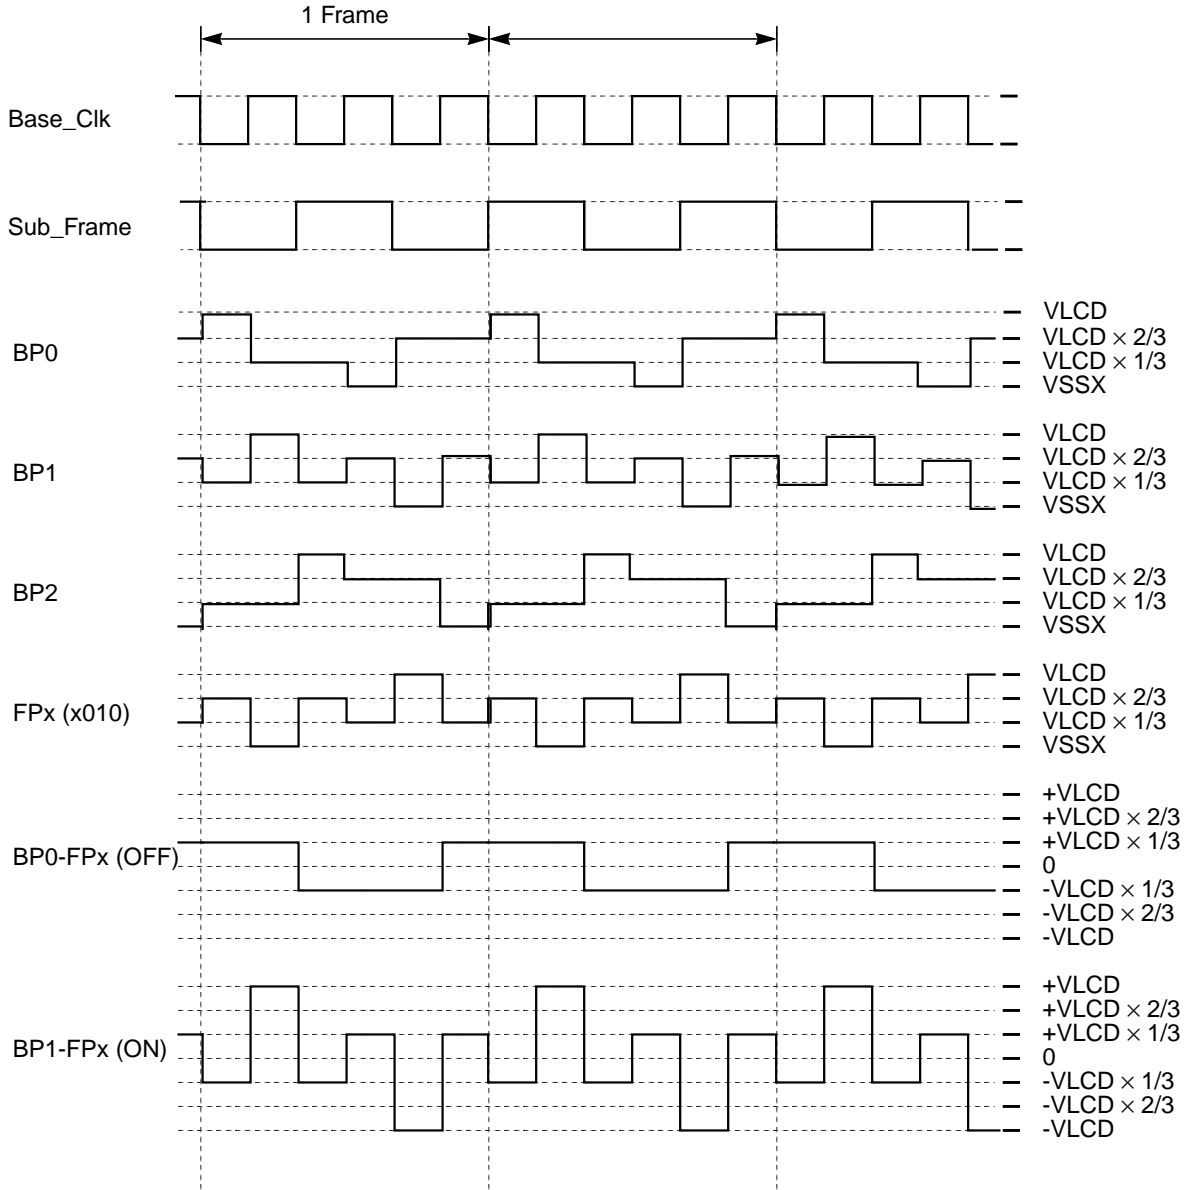 1 Frame
Base_Clk
Sub_Frame
BP0
VLCD
VLCD × 2/3
VLCD × 1/3
VSSX
BP1
VLCD
VLCD × 2/3
VLCD × 1/3
VSSX
BP2
VLCD
VLCD × 2/3
VLCD × 1/3
VSSX
FPx (x010)
VLCD
VLCD × 2/3
VLCD × 1/3
VSSX
BP0-FPx (OFF)
+VLCD
+VLCD × 2/3
+VLCD × 1/3
0
-VLCD × 1/3
-VLCD × 2/3
-VLCD
BP1-FPx (ON)
+VLCD
+VLCD × 2/3
+VLCD × 1/3
0
-VLCD × 1/3
-VLCD × 2/3
-VLCD